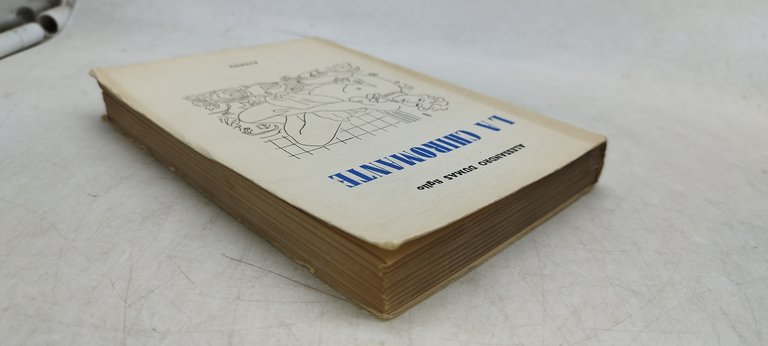 ALESSANDRO DUMAS figlio
LA CHIROMANTE